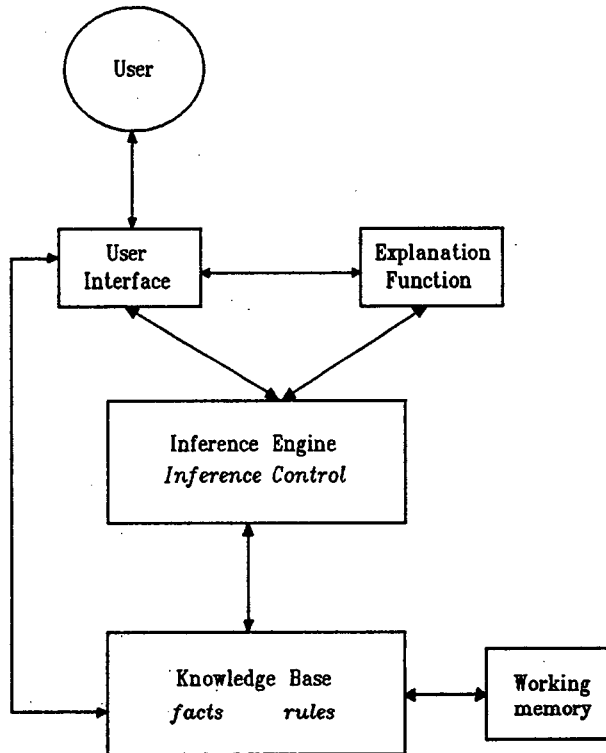 User
User
Interface
Explanation
Function
Inference Engine
Inference Control
Knowledge Base
facts rules
Working
memory